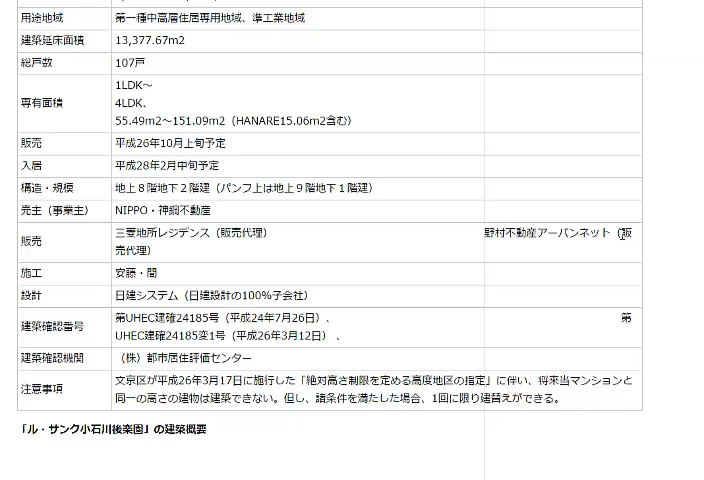 用途地域 第一種中高層住居専用地域、準工業地域
建築延床面積 13,377.67m2
総戸数 107戸
専有面積 1LDK～
4LDK、
55.49m2～151.09m2（HANARE15.06m2含む）
販売 平成26年10月上旬予定
入居 平成28年2月中旬予定
構造・規模 地上８階地下２階建（パンフ上は地上９階地下１階建）
売主（事業主） NIPPO・神鋼不動産
販売 三菱地所レジデンス（販売代理） 野村不動産アーバンネット（販
売代理）
施工 安藤・間
設計 日建システム（日建設計の100%子会社）
建築確認番号 第UHEC建確24185号（平成24年7月26日）、 第
UHEC建確24185変1号（平成26年3月12日） 、
建築確認機関 （株）都市居住評価センター
注意事項 文京区が平成26年3月17日に施行した「絶対高さ制限を定める高度地区の指定」に伴い、将来当マンションと
同一の高さの建物は建築できない。但し、諸条件を満たした場合、1回に限り建替えができる。
「ル・サンク小石川後楽園」の建築概要